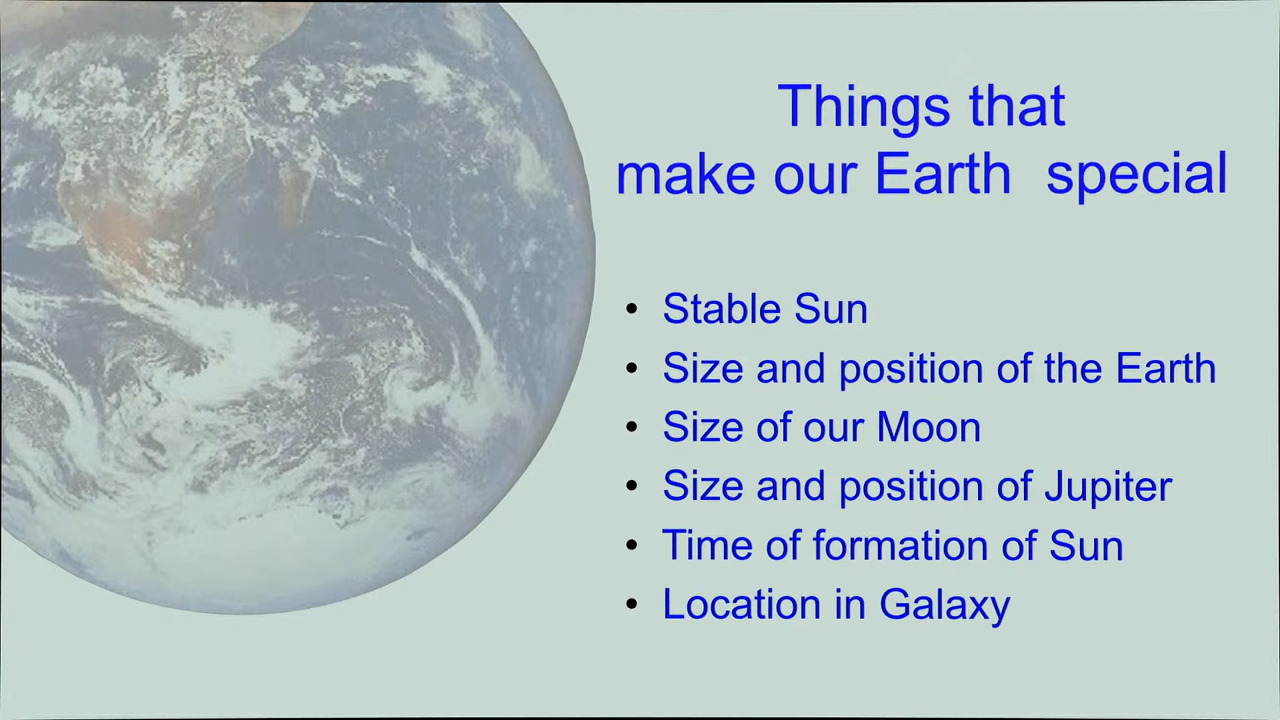 Things that
make our Earth  special
• Stable Sun
• Size and position of the Earth
• Size of our Moon
• Size and position of Jupiter
• Time of formation of Sun
• Location in Galaxy